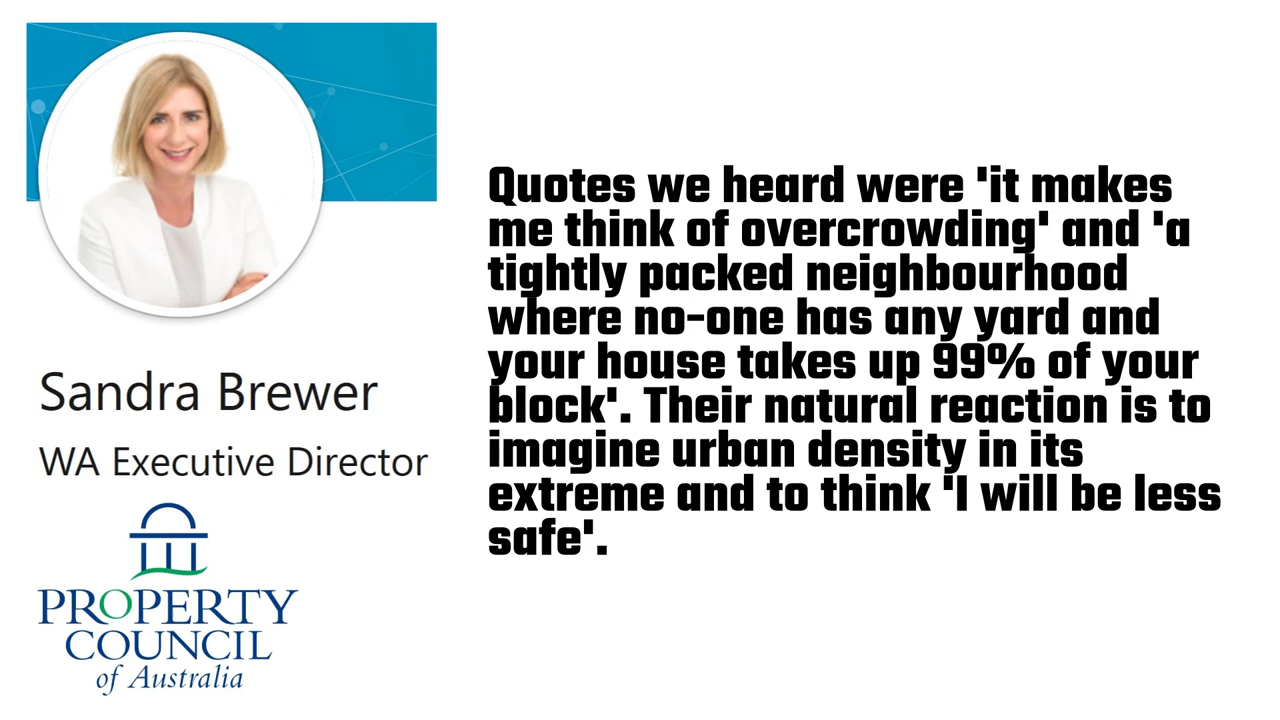 Sandra Brewer
WA Executive Director
PROPERTY
COUNCIL
of Australia
Quotes we heard were 'it makes
me think of overcrowding' and 'a
tightly packed neighbourhood
where no-one has any yard and
your house takes up 99% of your
block'. Their natural reaction is to
imagine urban density in its
extreme and to think 'I will be less
safe'.